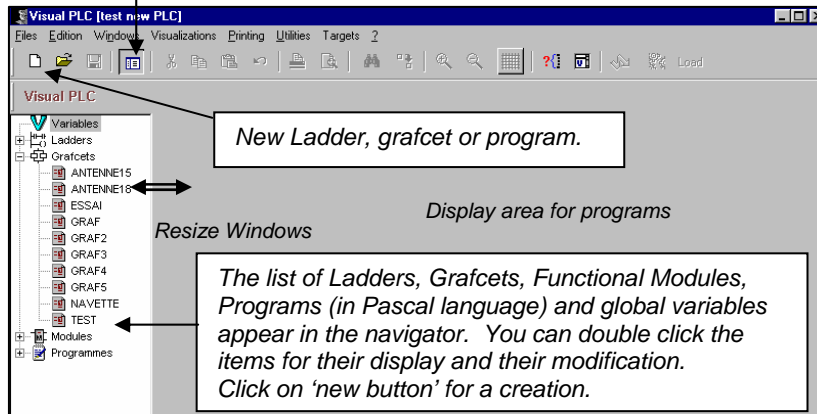 Visual PLC [test new PLC]
Files Edition Windows Visualizations Printing Utilities Targets ?
Load
Visual PLC
Variables
Ladders
Grafcets
ANTENNE15
ANTENNE18
ESSAI
GRAF
GRAF2
GRAF3
GRAF4
GRAF5
NAVETTE
TEST
Modules
Programmes
New Ladder, grafcet or program.
Display area for programs
Resize Windows
The list of Ladders, Grafcets, Functional Modules,
Programs (in Pascal language) and global variables
appear in the navigator. You can double click the
items for their display and their modification.
Click on 'new button' for a creation.